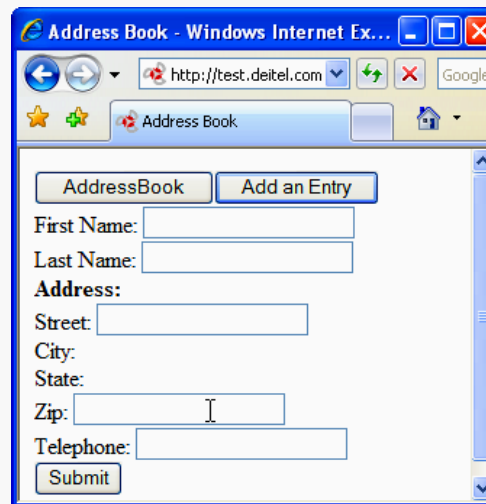 Address Book - Windows Internet Ex...
http://test.deitel.com Google
Address Book
AddressBook Add an Entry
First Name:
Last Name:
Address:
Street:
City:
State:
Zip:
Telephone:
Submit